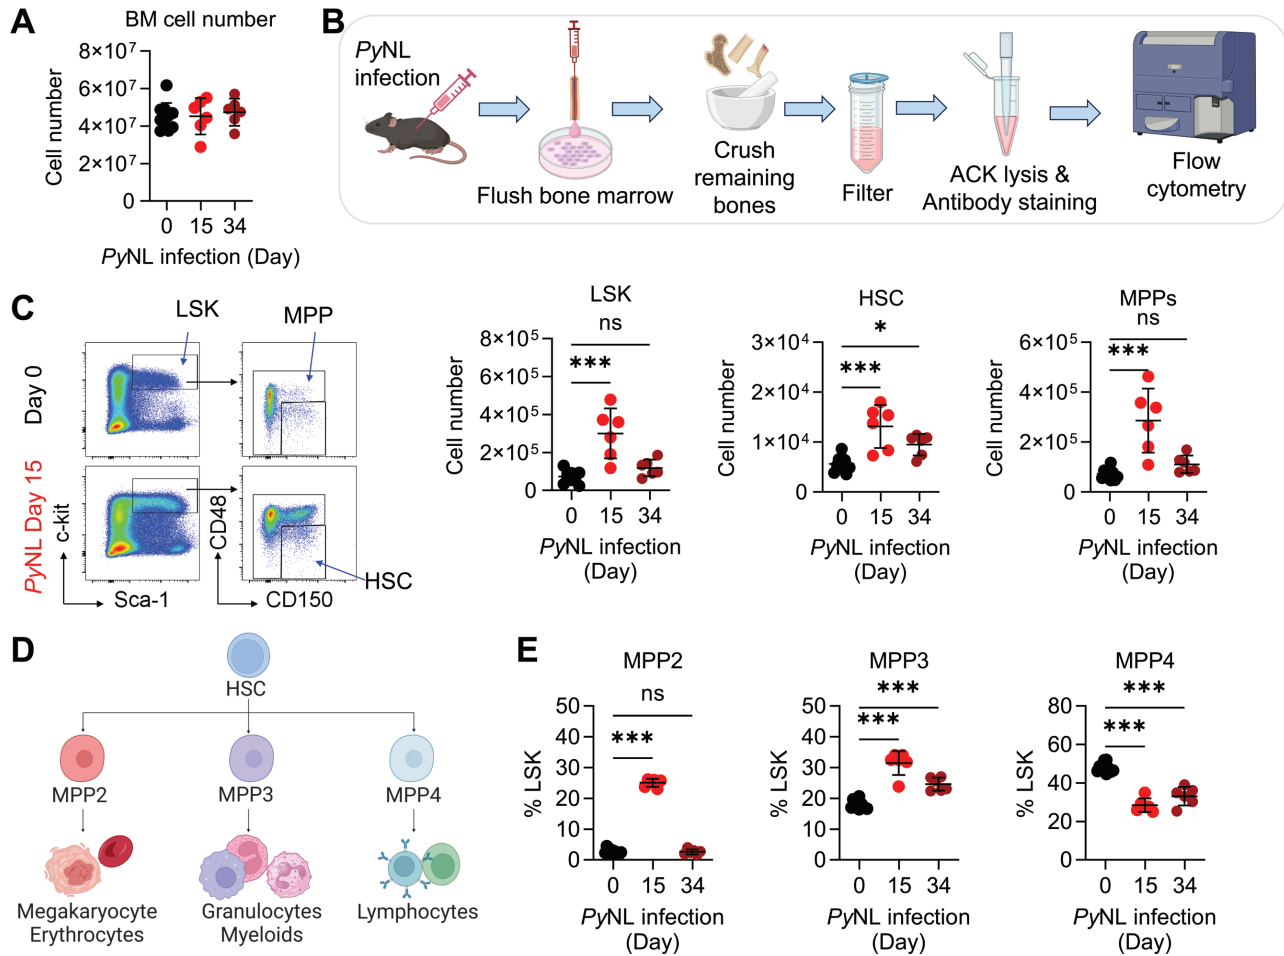 A
BM cell number
Cell number
8×10⁷
6×10⁷
4×10⁷
2×10⁷
0
0 15 34
PyNL infection (Day)
B
PyNL
infection
Flush bone marrow
Crush
remaining
bones
Filter
ACK lysis &
Antibody staining
Flow
cytometry
C
LSK
MPP
Day 0
PyNL Day 15
c-kit
Sca-1
CD48
CD150
HSC
LSK
ns
***
Cell number
8×10⁵
6×10⁵
4×10⁵
2×10⁵
0
0 15 34
PyNL infection
(Day)
HSC
*
***
Cell number
3×10⁴
2×10⁴
1×10⁴
0
0 15 34
PyNL infection
(Day)
MPPs
ns
***
Cell number
6×10⁵
4×10⁵
2×10⁵
0
0 15 34
PyNL infection
(Day)
D
HSC
MPP2
MPP3
MPP4
Megakaryocyte
Erythrocytes
Granulocytes
Myeloids
Lymphocytes
E
MPP2
ns
***
% LSK
50
40
30
20
10
0
0 15 34
PyNL infection
(Day)
MPP3
***
***
% LSK
50
40
30
20
10
0
0 15 34
PyNL infection
(Day)
MPP4
***
***
% LSK
80
60
40
20
0
0 15 34
PyNL infection
(Day)